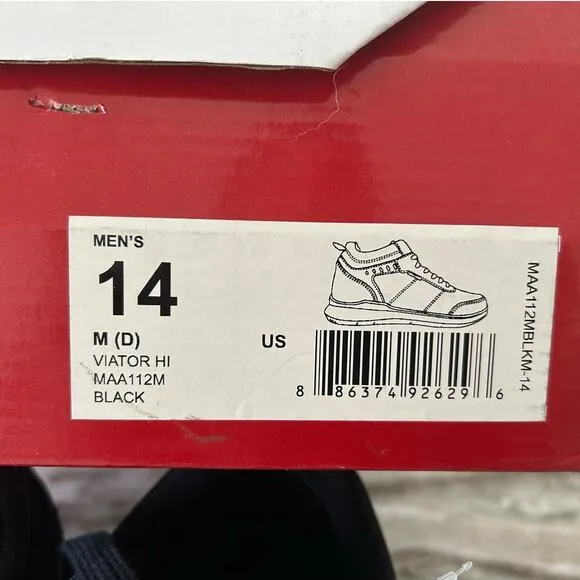 MEN'S
14
M (D)
US
VIATOR HI
MAA112M
BLACK
8 86374 92629 6
MAA112MBLKM-14